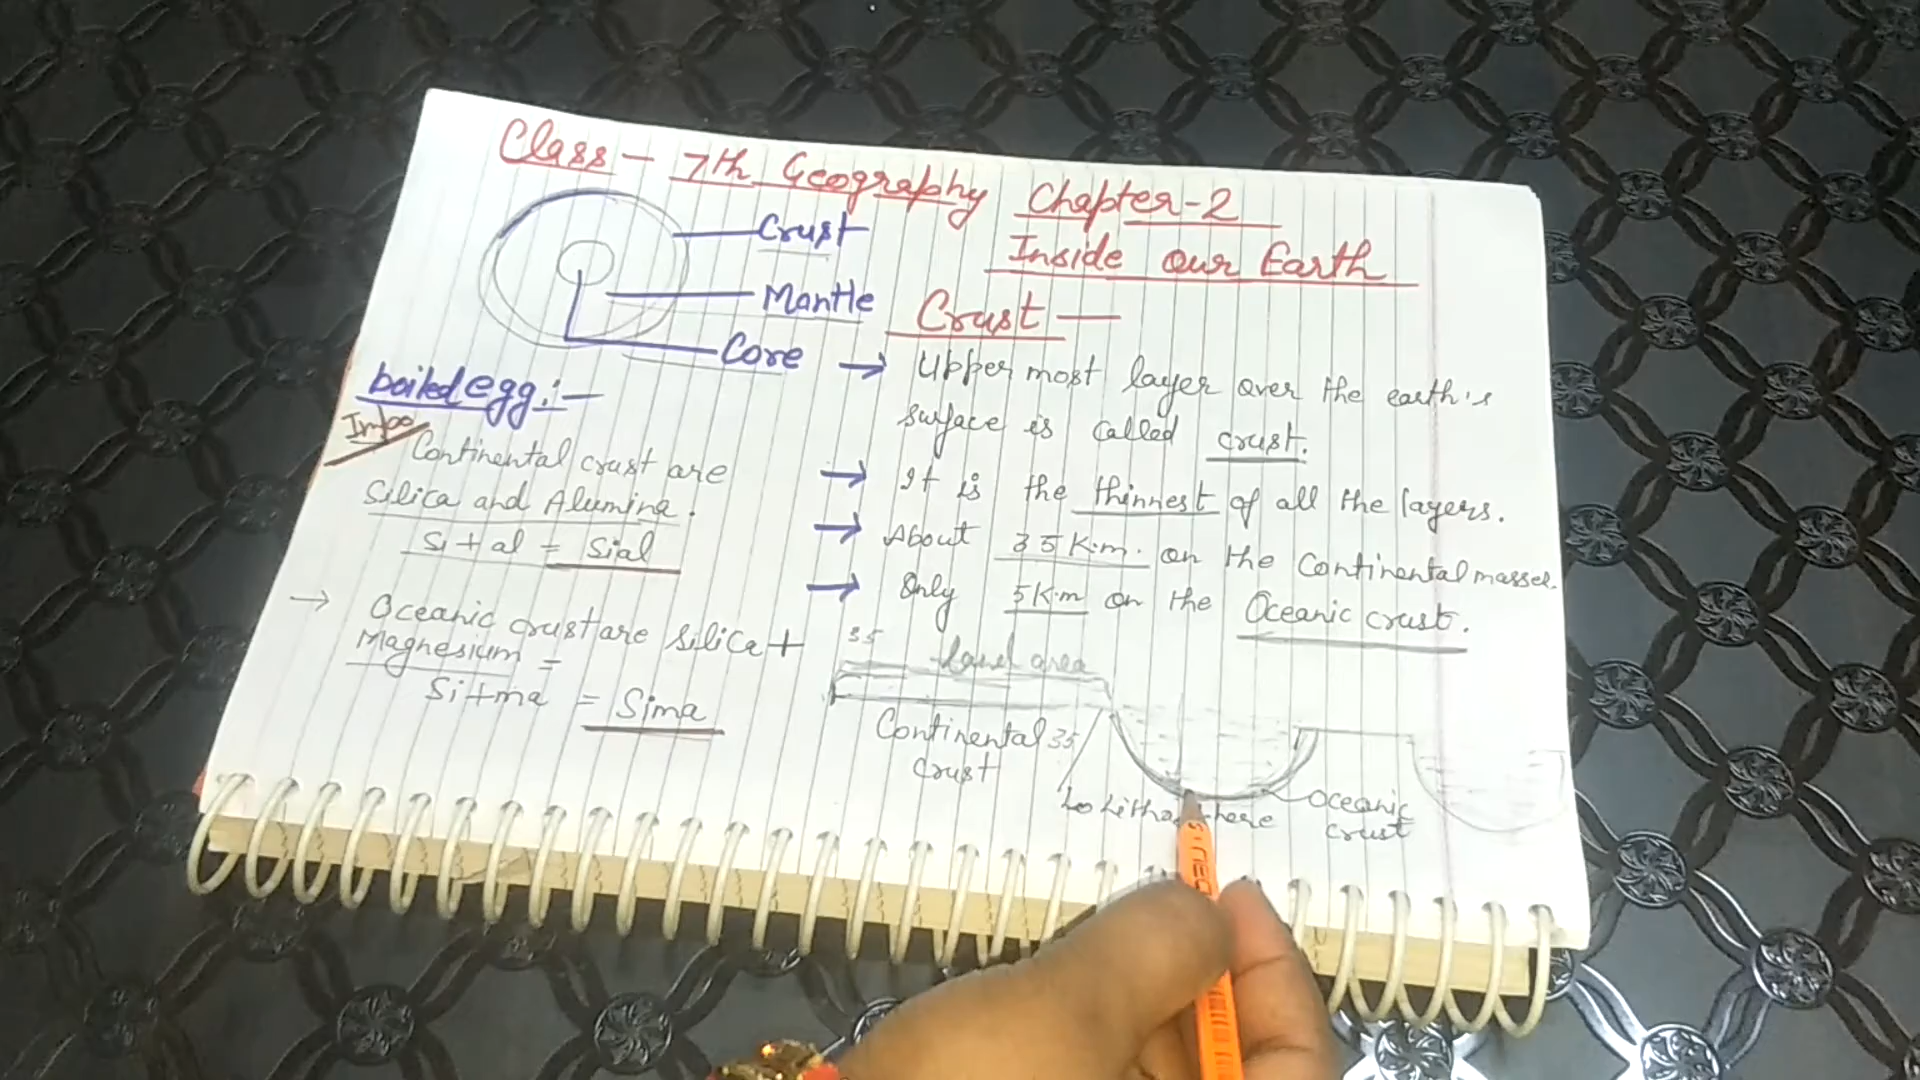 Class - 7th Geography Chapter-2
Inside our Earth
Crust
Mantle
Core
boiled egg :-
Impo
Continental crust are
Silica and Alumina.
Si + al = Sial
→ Oceanic crust are silica +
Magnesium =
Si + ma = Sima
Crust —
→ Upper most layer over the earth's
surface is called crust.
→ It is the thinnest of all the layers.
→ About 35 K.m. on the Continental masses.
→ Only 5 K.m on the Oceanic crust.
35
Land area
Continental 35
crust
Oceanic
crust